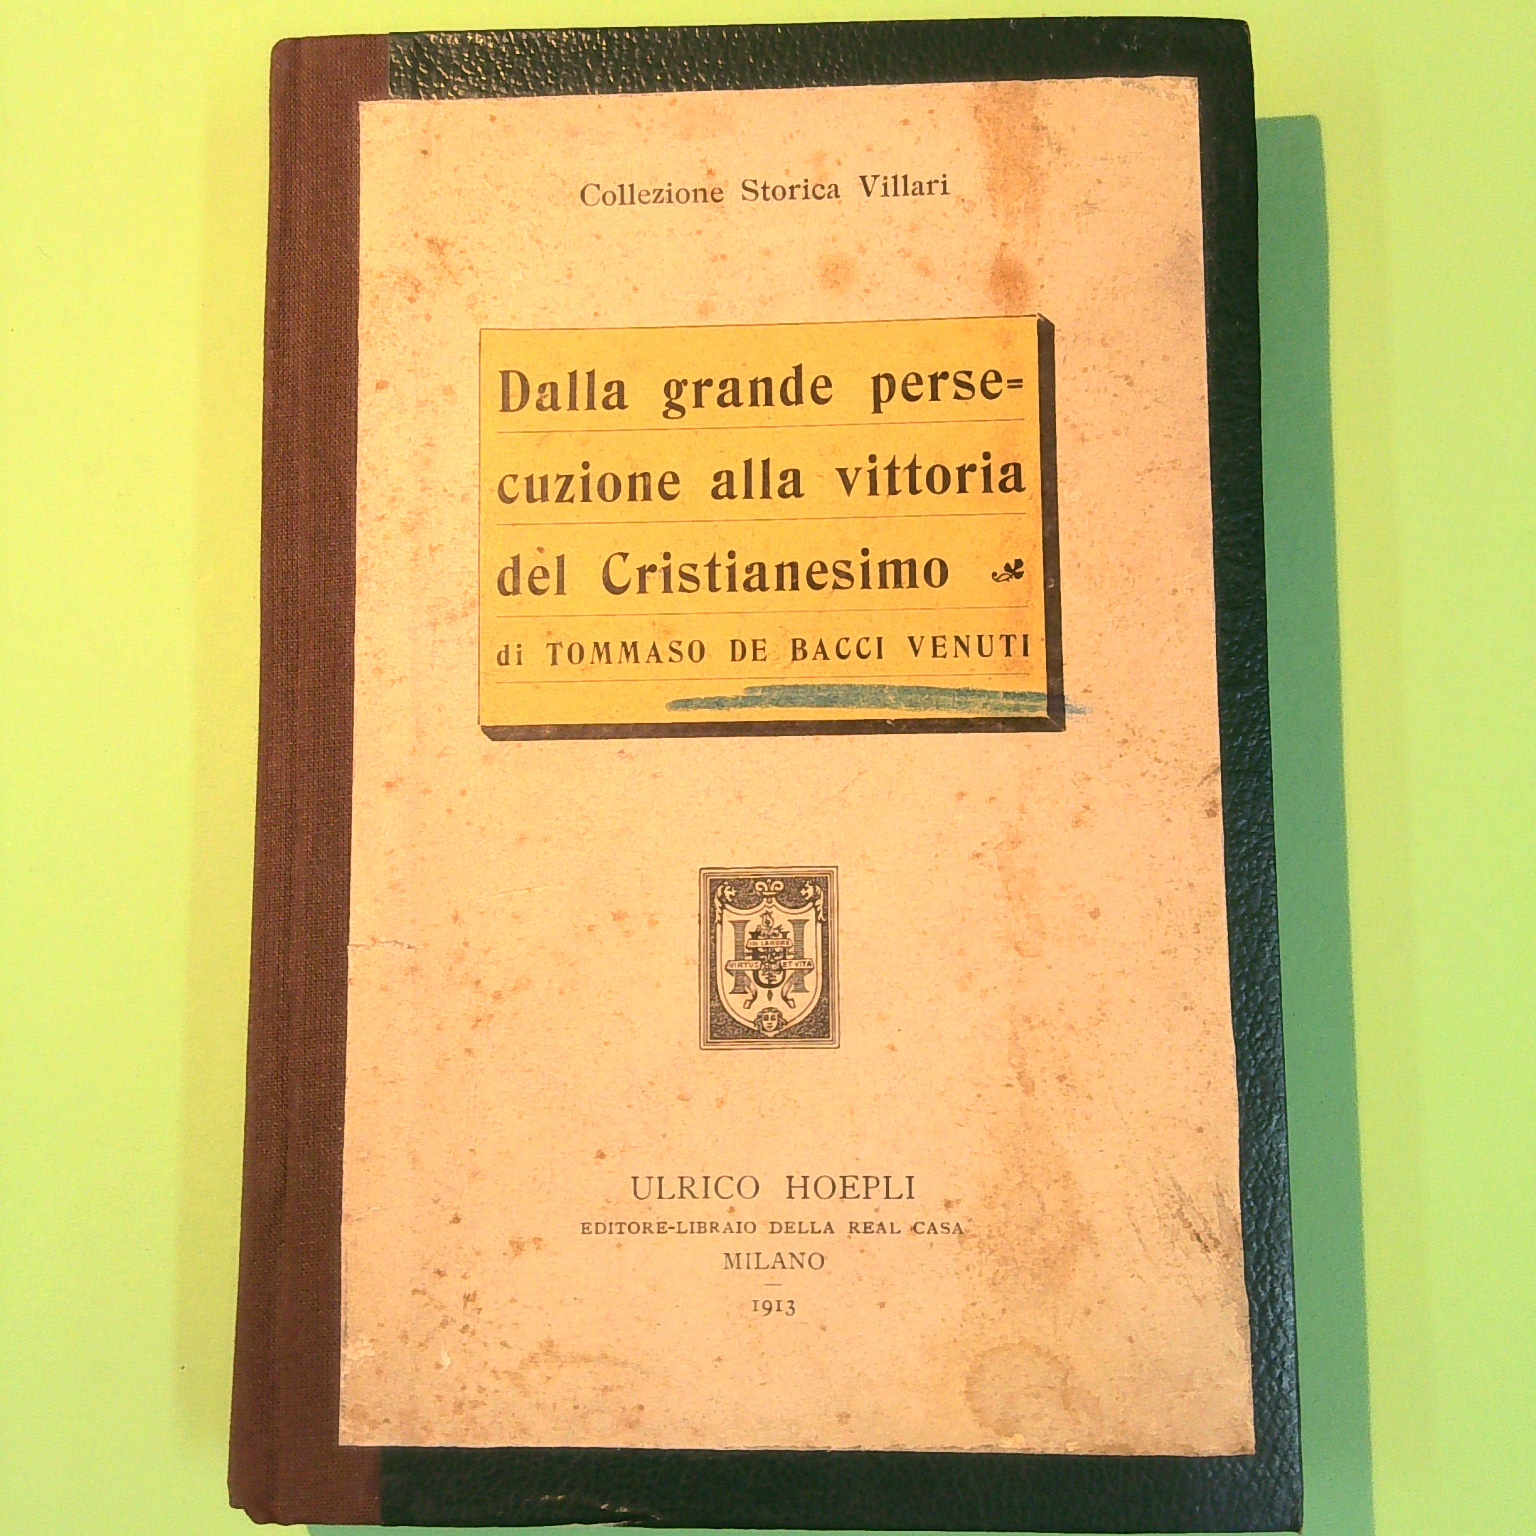 Collezione Storica Villari
Dalla grande perse=
cuzione alla vittoria
del Cristianesimo
di TOMMASO DE BACCI VENUTI
IN LABORE
VIRTUS ET VITA
ULRICO HOEPLI
EDITORE-LIBRAIO DELLA REAL CASA
MILANO
1913